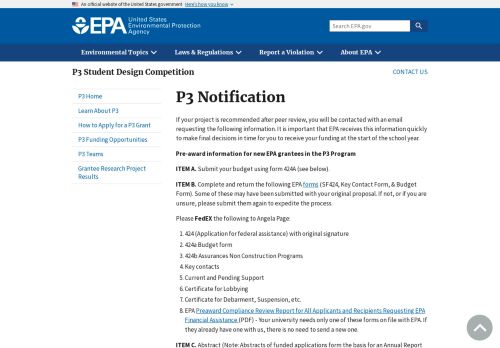 An official website of the United States government Here's how you know
EPA United States
Environmental Protection
Agency
Search EPA.gov
Environmental Topics
Laws & Regulations
Report a Violation
About EPA
P3 Student Design Competition
CONTACT US
P3 Home
Learn About P3
How to Apply for a P3 Grant
P3 Funding Opportunities
P3 Teams
Grantee Research Project
Results
P3 Notification
If your project is recommended after peer review, you will be contacted with an email
requesting the following information. It is important that EPA receives this information quickly
to make final decisions in time for you to receive your funding at the start of the school year.
Pre-award information for new EPA grantees in the P3 Program
ITEM A. Submit your budget using form 424A (see below).
ITEM B. Complete and return the following EPA forms (SF424, Key Contact Form, & Budget
Form). Some of these may have been submitted with your original proposal. If not, or if you are
unsure, please submit them again to expedite the process
Please FedEX the following to Angela Page:
1. 424 (Application for federal assistance) with original signature
2. 424a Budget form
3. 424b Assurances Non Construction Programs
4. Key contacts
5. Current and Pending Support
6. Certificate for Lobbying
7. Certificate for Debarment, Suspension, etc.
8. EPA Preaward Compliance Review Report for All Applicants and Recipients Requesting EPA
Financial Assistance (PDF) - Your university needs only one of these forms on file with EPA. If
they already have one with us, there is no need to send a new one.
ITEM C. Abstract (Note: Abstracts of funded applications form the basis for an Annual Report